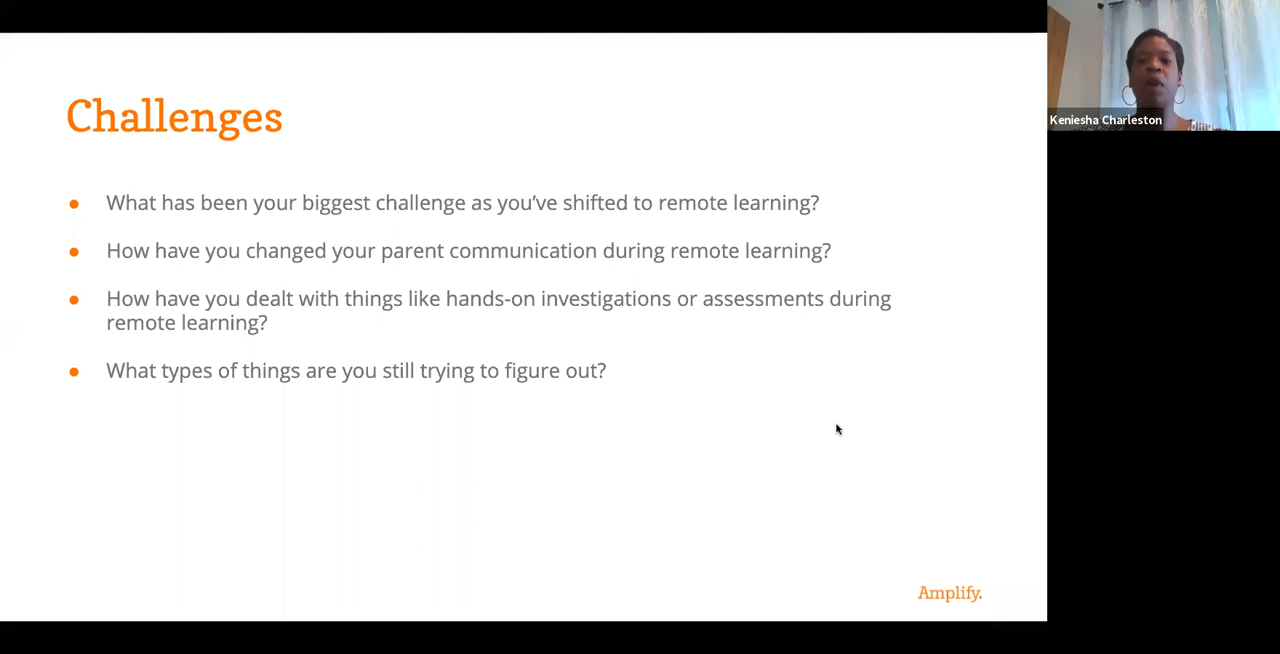 Challenges
● What has been your biggest challenge as you've shifted to remote learning?
● How have you changed your parent communication during remote learning?
● How have you dealt with things like hands-on investigations or assessments during
remote learning?
● What types of things are you still trying to figure out?
Amplify.
Keniesha Charleston